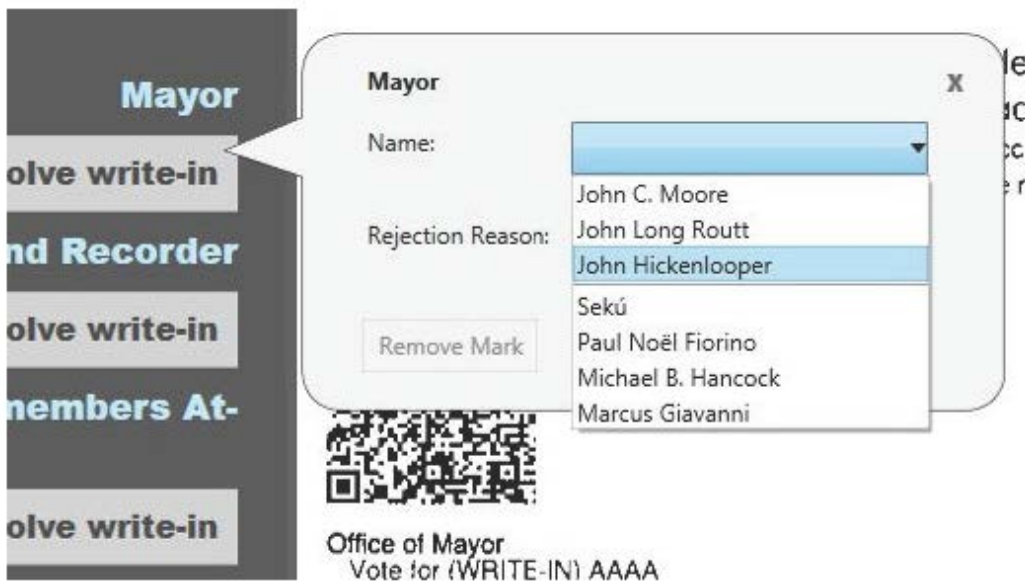 Mayor
olve write-in
nd Recorder
olve write-in
members At-
olve write-in
Mayor
x
Name:
John C. Moore
John Long Routt
Rejection Reason:
John Hickenlooper
Sekú
Paul Noël Fiorino
Remove Mark
Michael B. Hancock
Marcus Giavanni
Office of Mayor
Vote for (WRITE-IN) AAAA